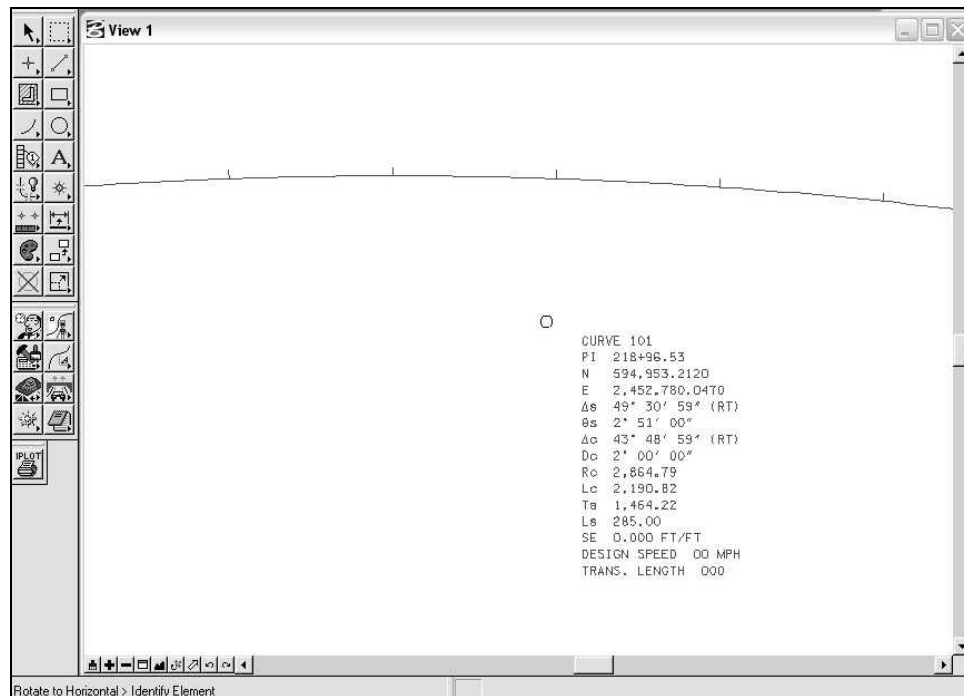 View 1
CURVE 101
PI 218+96.53
N 594,953.2120
E 2,452,780.0470
Δs 49° 30' 59" (RT)
θs 2° 51' 00"
Δc 43° 48' 59" (RT)
Dc 2° 00' 00"
Rc 2,864.79
Lc 2,190.82
Ts 1,464.22
Ls 285.00
SE 0.000 FT/FT
DESIGN SPEED 00 MPH
TRANS. LENGTH 000
A
1
IPLOT
Rotate to Horizontal > Identify Element